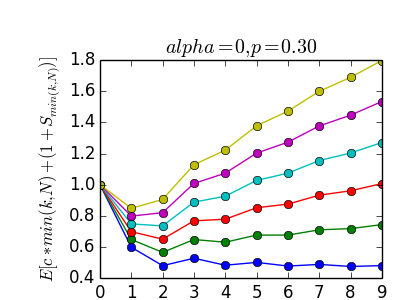 alpha = 0, p = 0.30
E[c * min(k, N) + (1 + S_min(k,N))]
1.8
1.6
1.4
1.2
1.0
0.8
0.6
0.4
0 1 2 3 4 5 6 7 8 9